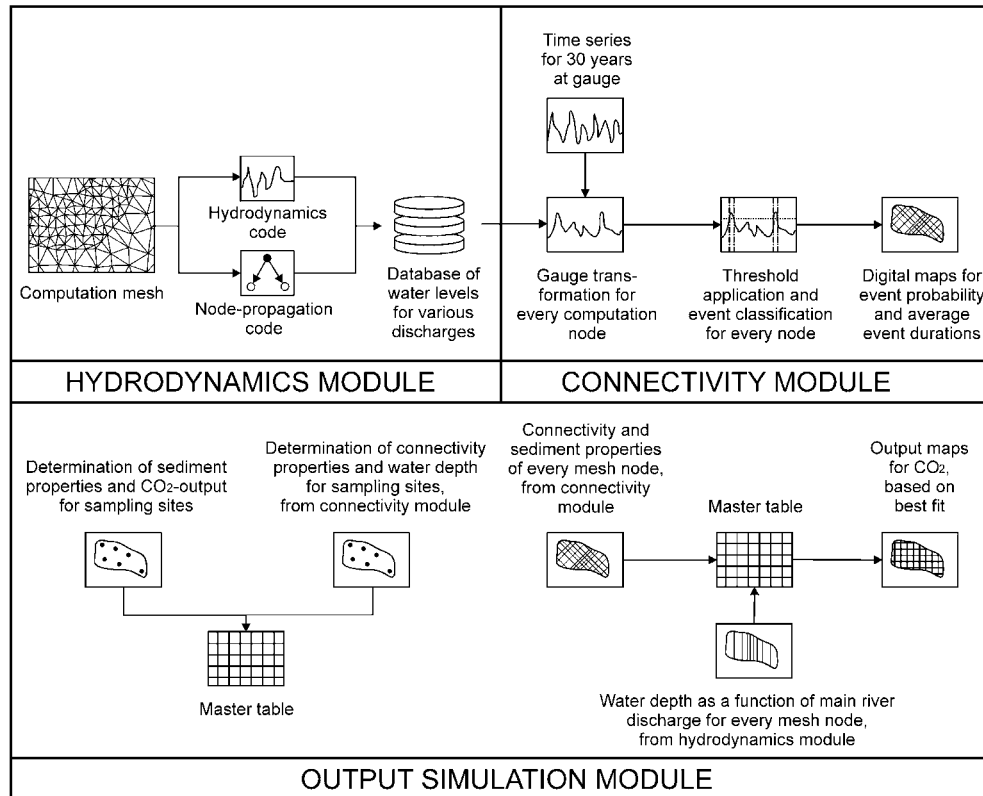 Computation mesh
Hydrodynamics
code
Node-propagation
code
Database of
water levels
for various
discharges
HYDRODYNAMICS MODULE
Time series
for 30 years
at gauge
Gauge trans-
formation for
every computation
node
Threshold
application and
event classification
for every node
Digital maps for
event probability
and average
event durations
CONNECTIVITY MODULE
Determination of sediment
properties and CO2-output
for sampling sites
Determination of connectivity
properties and water depth
for sampling sites,
from connectivity module
Master table
Connectivity and
sediment properties
of every mesh node,
from connectivity
module
Master table
Output maps
for CO2,
based on
best fit
Water depth as a function of main river
discharge for every mesh node,
from hydrodynamics module
OUTPUT SIMULATION MODULE